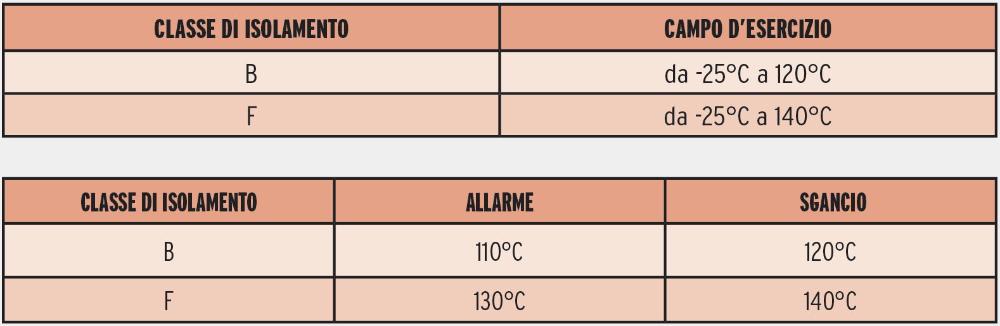 CLASSE DI ISOLAMENTO CAMPO D'ESERCIZIO
B da -25°C a 120°C
F da -25°C a 140°C
CLASSE DI ISOLAMENTO ALLARME SGANCIO
B 110°C 120°C
F 130°C 140°C